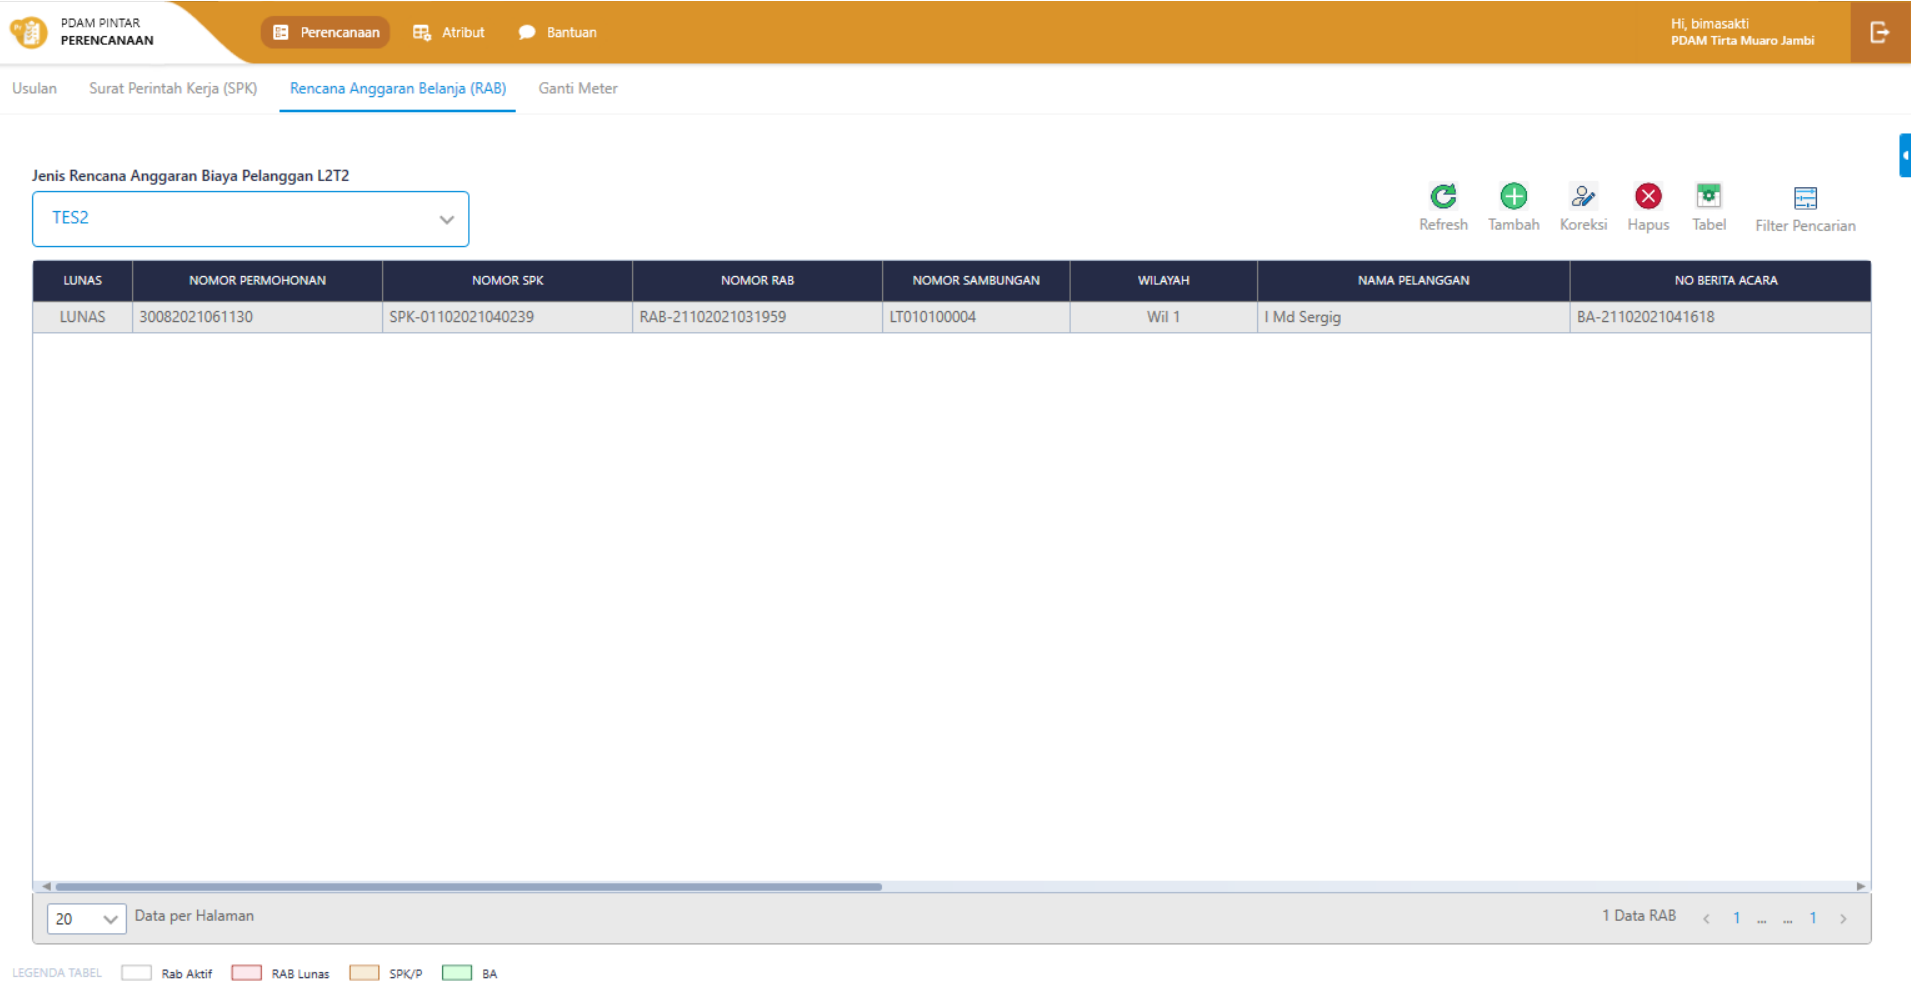 PDAM PINTAR
PERENCANAAN
Perencanaan Atribut Bantuan
Hi, bimasakti
PDAM Tirta Muaro Jambi
Usulan Surat Perintah Kerja (SPK) Rencana Anggaran Belanja (RAB) Ganti Meter
Jenis Rencana Anggaran Biaya Pelanggan L2T2
TES2
Refresh Tambah Koreksi Hapus Tabel Filter Pencarian
LUNAS NOMOR PERMOHONAN NOMOR SPK NOMOR RAB NOMOR SAMBUNGAN WILAYAH NAMA PELANGGAN NO BERITA ACARA
LUNAS 30082021061130 SPK-01102021040239 RAB-21102021031959 LT010100004 Wil 1 I Md Sergig BA-21102021041618
20 Data per Halaman 1 Data RAB < 1 ... ... 1 >
LEGENDA TABEL Rab Aktif RAB Lunas SPK/P BA